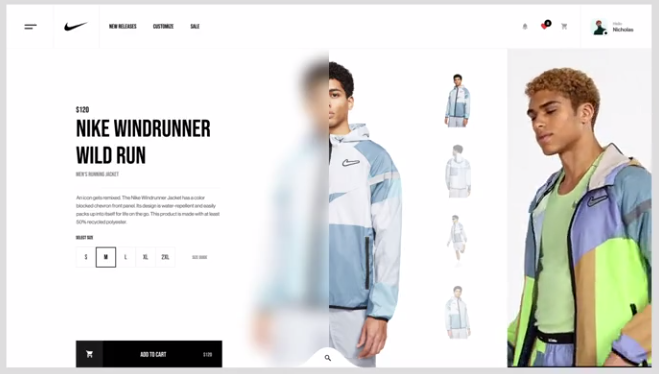 NEW RELEASES
CUSTOMIZE
SALE
Nicholas
$120
NIKE WINDRUNNER
WILD RUN
MEN'S RUNNING JACKET
An icon gets remixed. The Nike Windrunner Jacket has a color
blocked chevron front panel. Its design is water-repellent and easily
packs up into itself for life on the go. This product is made with at least
50% recycled polyester.
SELECT SIZE
S
M
L
XL
2XL
SIZE GUIDE
ADD TO CART
$120